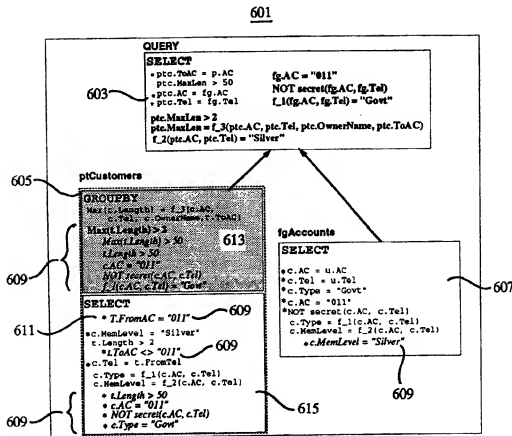 601
QUERY
SELECT
• ptc.ToAC = p.AC
ptc.MaxLen > 50
• ptc.AC = fg.AC
• ptc.Tel = fg.Tel
fg.AC = "011"
NOT secret(fg.AC, fg.Tel)
f_1(fg.AC, fg.Tel) = "Govt"
ptc.MaxLen > 2
ptc.MaxLen = f_3(ptc.AC, ptc.Tel, ptc.OwnerName, ptc.ToAC)
f_2(ptc.AC, ptc.Tel) = "Silver"
603
605
ptCustomers
GROUPBY
Max(t.Length) = f_3(c.AC,
c.Tel, c.OwnerName, t.ToAC)
Max(t.Length) > 2
Max(t.Length) > 50
t.Length > 50
c.AC = "011"
NOT secret(c.AC, c.Tel)
f_1(c.AC, c.Tel) = "Govt"
613
609
SELECT
• T.FromAC = "011"
609
611
• c.MemLevel = "Silver"
t.Length > 2
• t.ToAC <> "011"
609
• c.Tel = t.FromTel
c.Type = f_1(c.AC, c.Tel)
c.MemLevel = f_2(c.AC, c.Tel)
• t.Length > 50
• c.AC = "011"
• NOT secret(c.AC, c.Tel)
• c.Type = "Govt"
609
615
fgAccounts
SELECT
• c.AC = u.AC
• c.Tel = u.Tel
• c.Type = "Govt"
• c.AC = "011"
• NOT secret(c.AC, c.Tel)
c.Type = f_1(c.AC, c.Tel)
c.MemLevel = f_2(c.AC, c.Tel)
• c.MemLevel = "Silver"
607
609